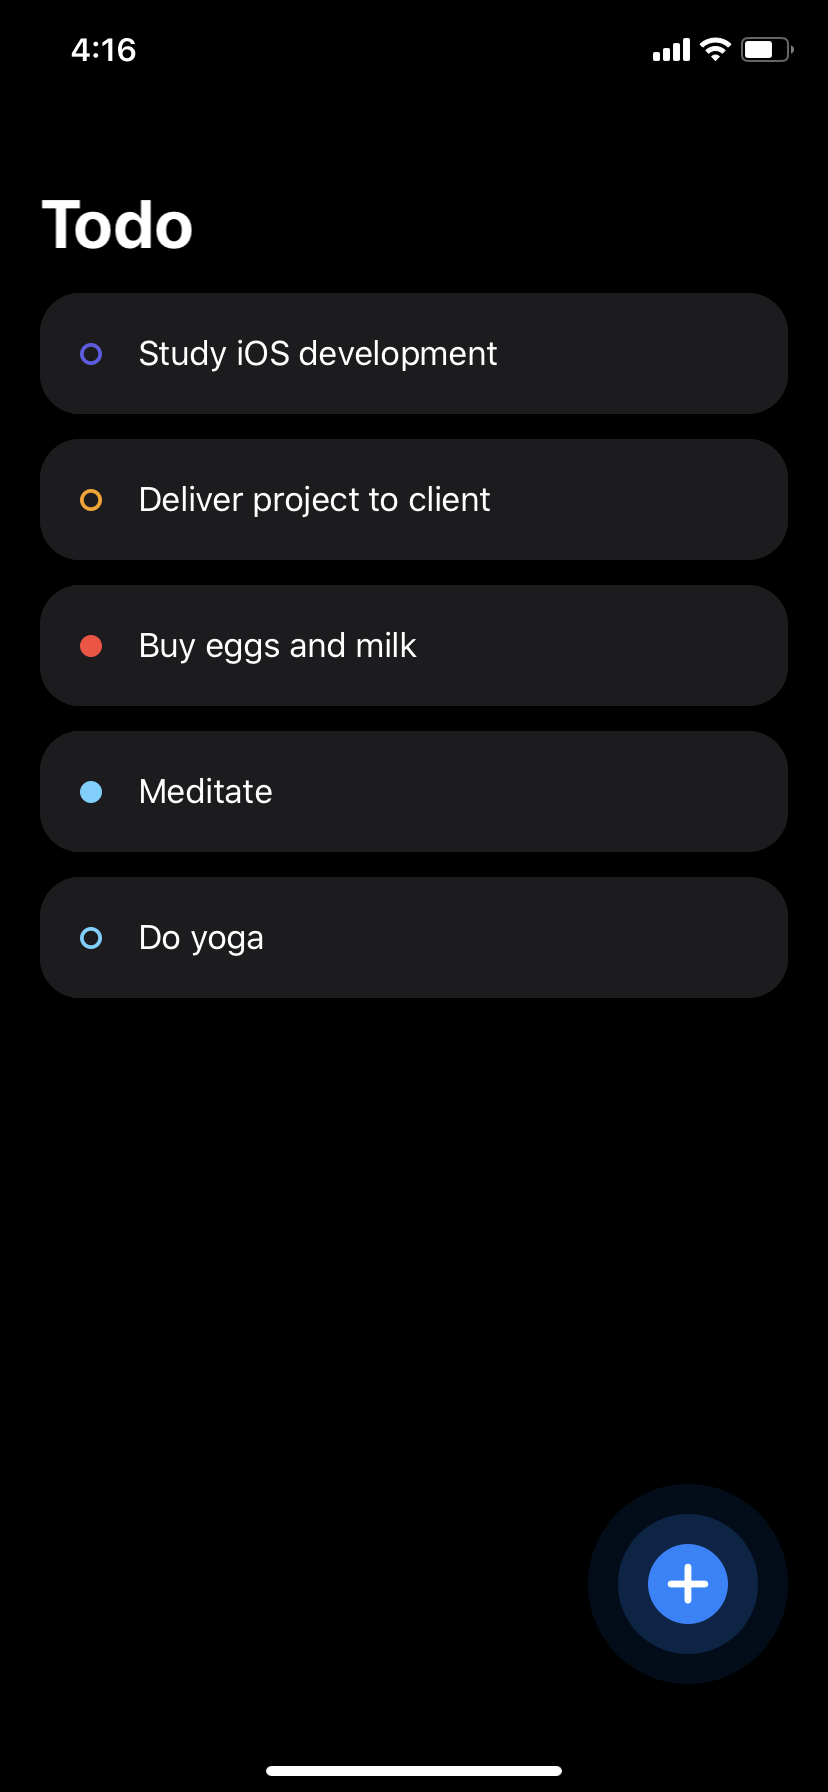 4:16
Todo
Study iOS development
Deliver project to client
Buy eggs and milk
Meditate
Do yoga